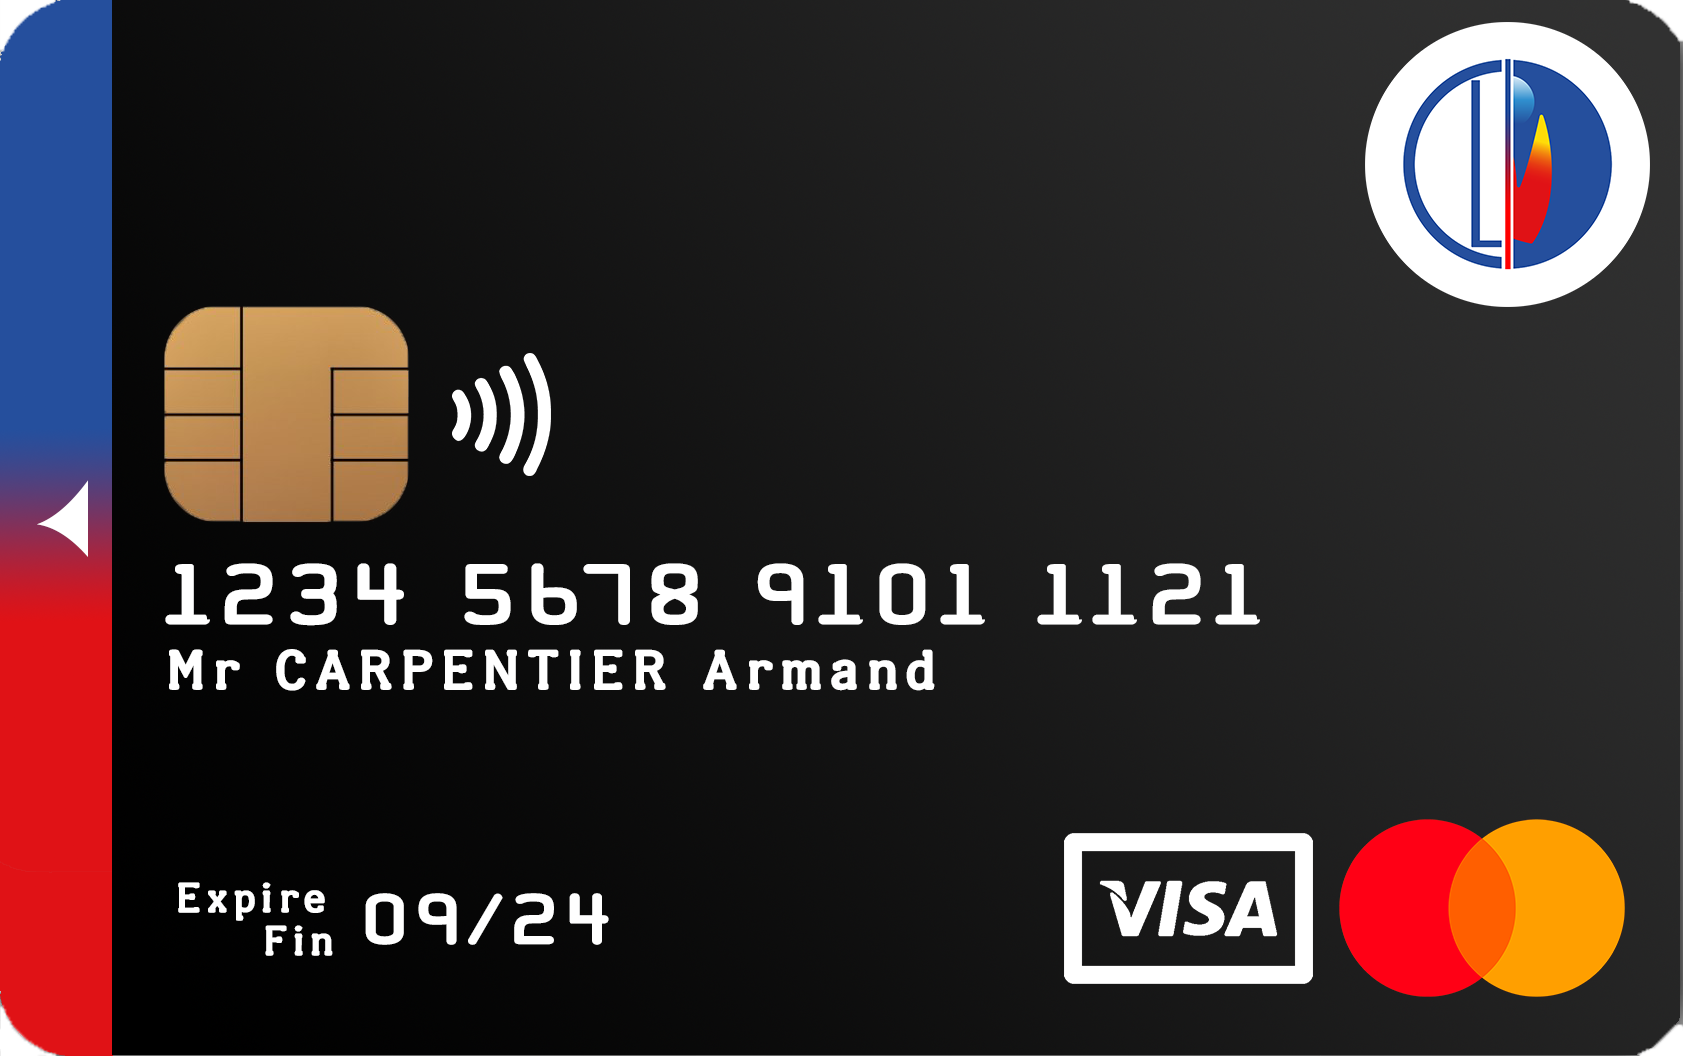 1234 5678 9101 1121
Mr CARPENTIER Armand
Expire
Fin 09/24
VISA